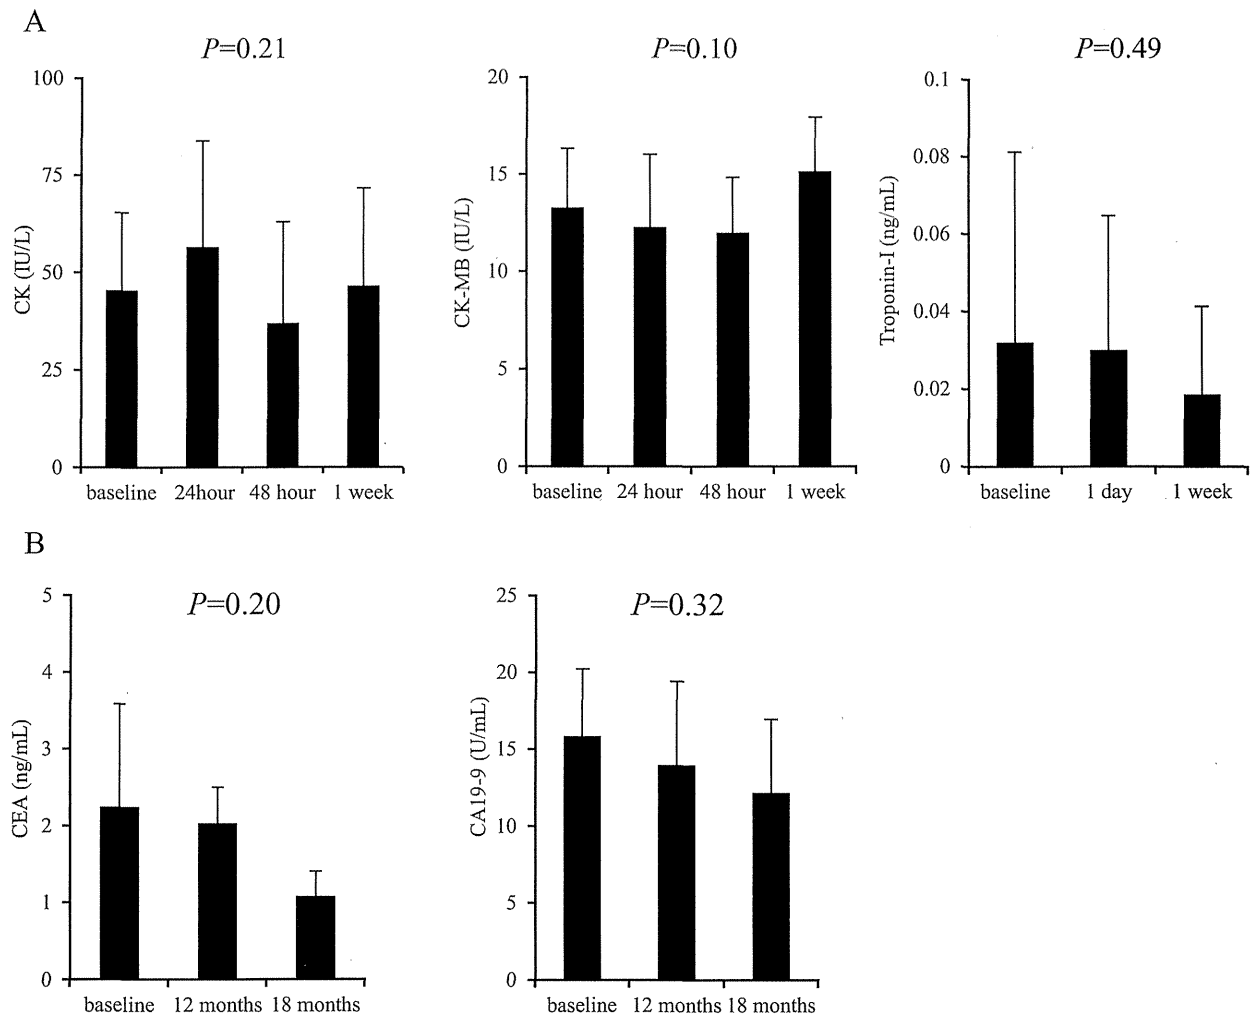 A
P=0.21
100
75
50
25
0
CK (IU/L)
baseline 24hour 48 hour 1 week
P=0.10
20
15
10
5
0
CK-MB (IU/L)
baseline 24 hour 48 hour 1 week
P=0.49
0.1
0.08
0.06
0.04
0.02
0
Troponin-I (ng/mL)
baseline 1 day 1 week
B
P=0.20
5
4
3
2
1
0
CEA (ng/mL)
baseline 12 months 18 months
P=0.32
25
20
15
10
5
0
CA19-9 (U/mL)
baseline 12 months 18 months